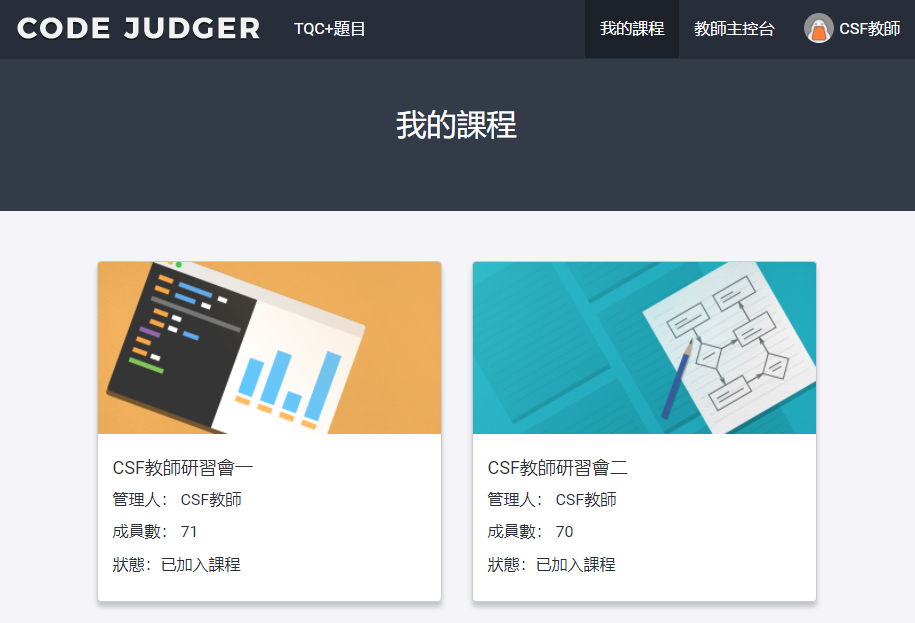 CODE JUDGER TQC+題目 我的課程 教師主控台 CSF教師
我的課程
CSF教師研習會一
管理人： CSF教師
成員數： 71
狀態：已加入課程
CSF教師研習會二
管理人： CSF教師
成員數： 70
狀態：已加入課程